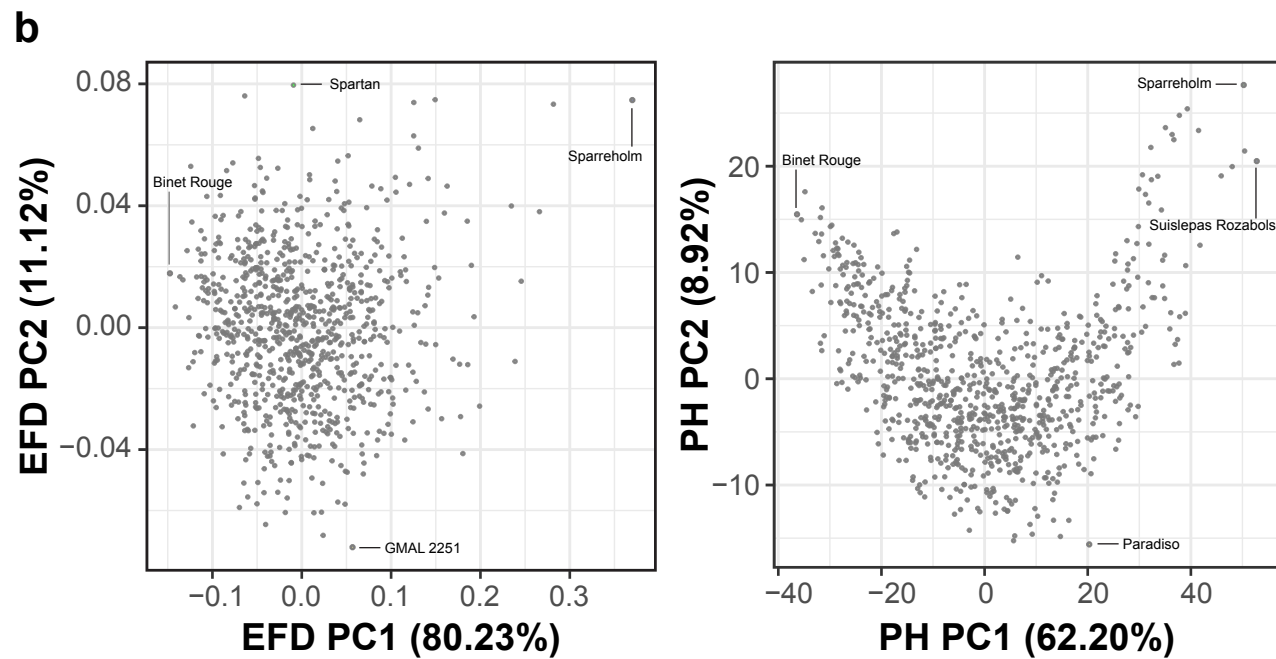 b
0.08
0.04
0.00
−0.04
EFD PC2 (11.12%)
Spartan
Sparreholm
Binet Rouge
GMAL 2251
−0.1
0.0
0.1
0.2
0.3
EFD PC1 (80.23%)
20
10
0
−10
PH PC2 (8.92%)
Sparreholm
Binet Rouge
Suislepas Rozabols
Paradiso
−40
−20
0
20
40
PH PC1 (62.20%)